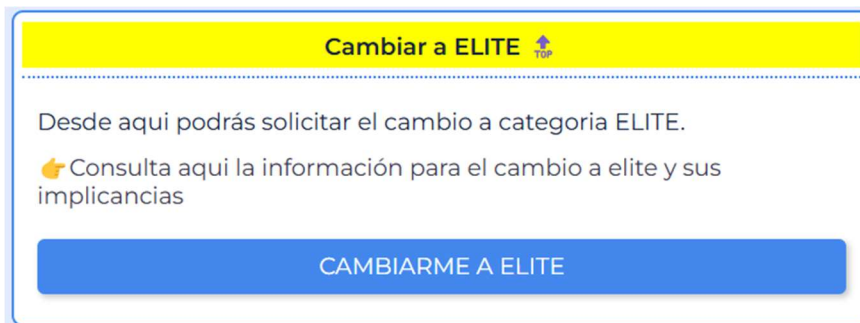 Cambiar a ELITE 🔝
Desde aqui podrás solicitar el cambio a categoria ELITE.
👉Consulta aqui la información para el cambio a elite y sus
implicancias
CAMBIARME A ELITE